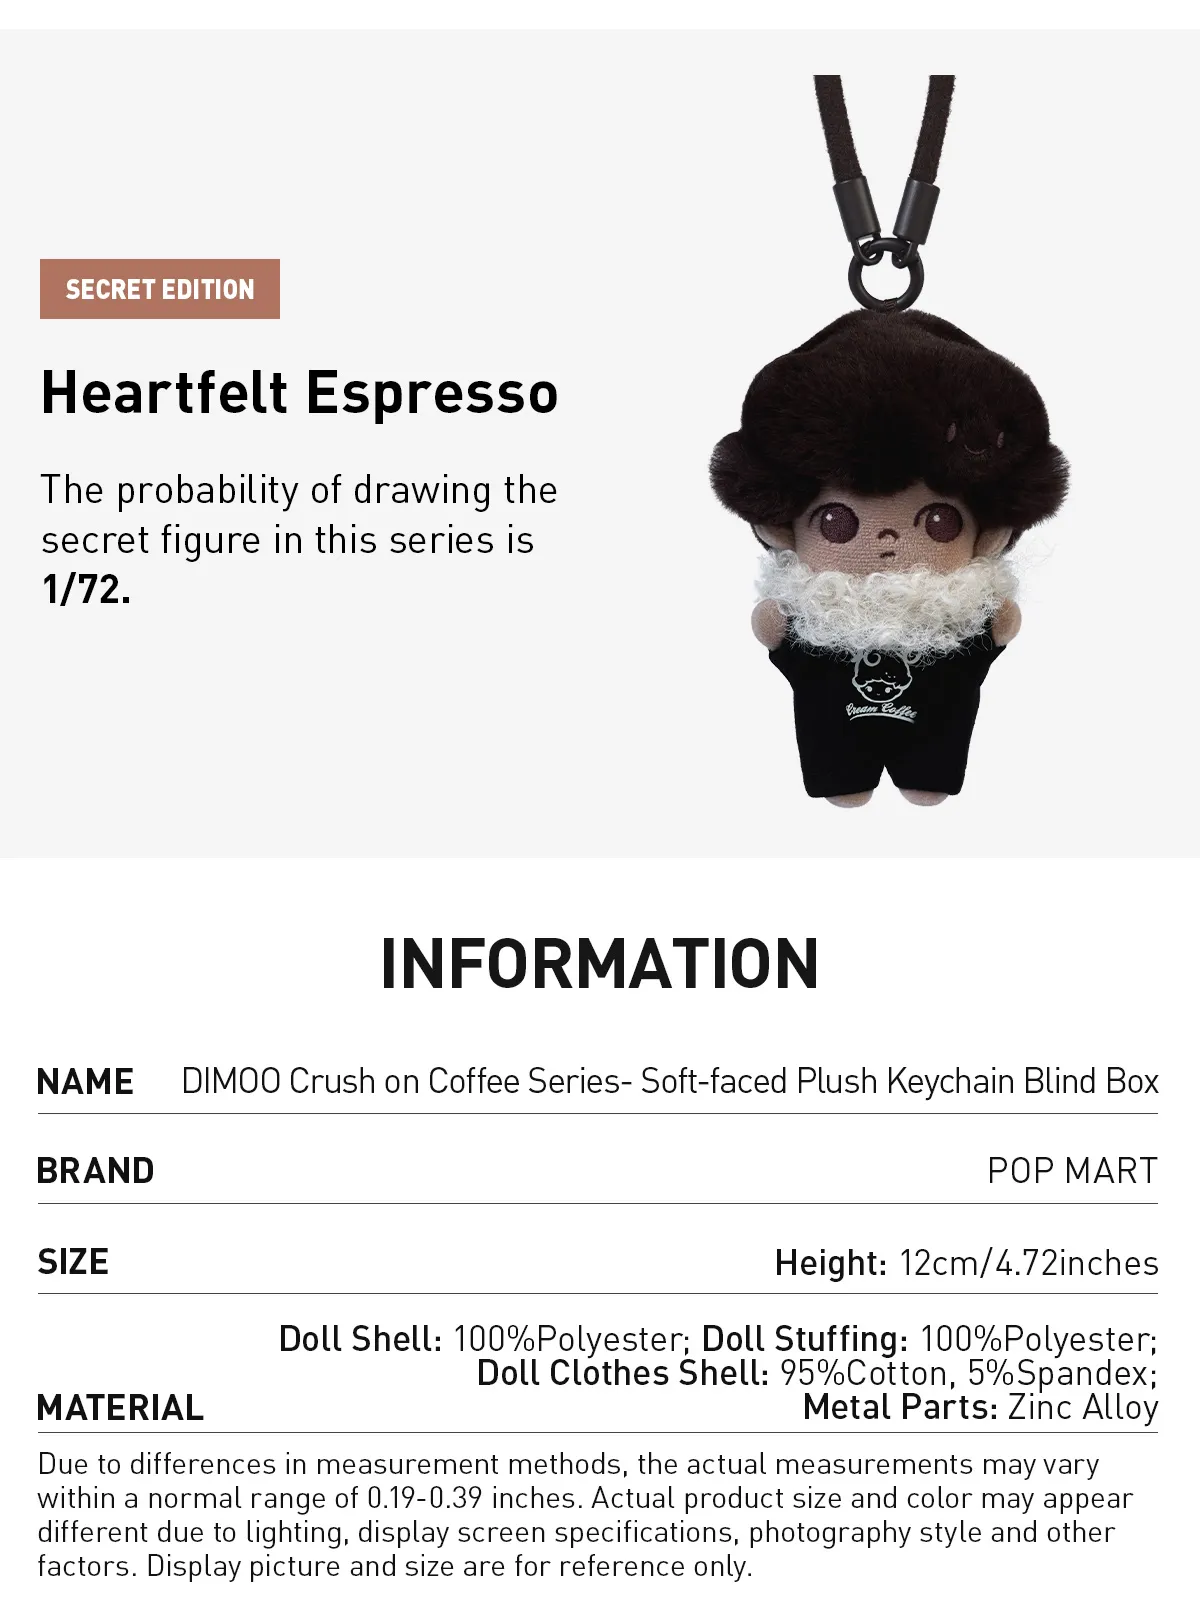 SECRET EDITION
Heartfelt Espresso
The probability of drawing the
secret figure in this series is
1/72.
Cream Coffee
INFORMATION
NAME DIMOO Crush on Coffee Series- Soft-faced Plush Keychain Blind Box
BRAND POP MART
SIZE Height: 12cm/4.72inches
Doll Shell: 100%Polyester; Doll Stuffing: 100%Polyester;
Doll Clothes Shell: 95%Cotton, 5%Spandex;
MATERIAL Metal Parts: Zinc Alloy
Due to differences in measurement methods, the actual measurements may vary
within a normal range of 0.19-0.39 inches. Actual product size and color may appear
different due to lighting, display screen specifications, photography style and other
factors. Display picture and size are for reference only.